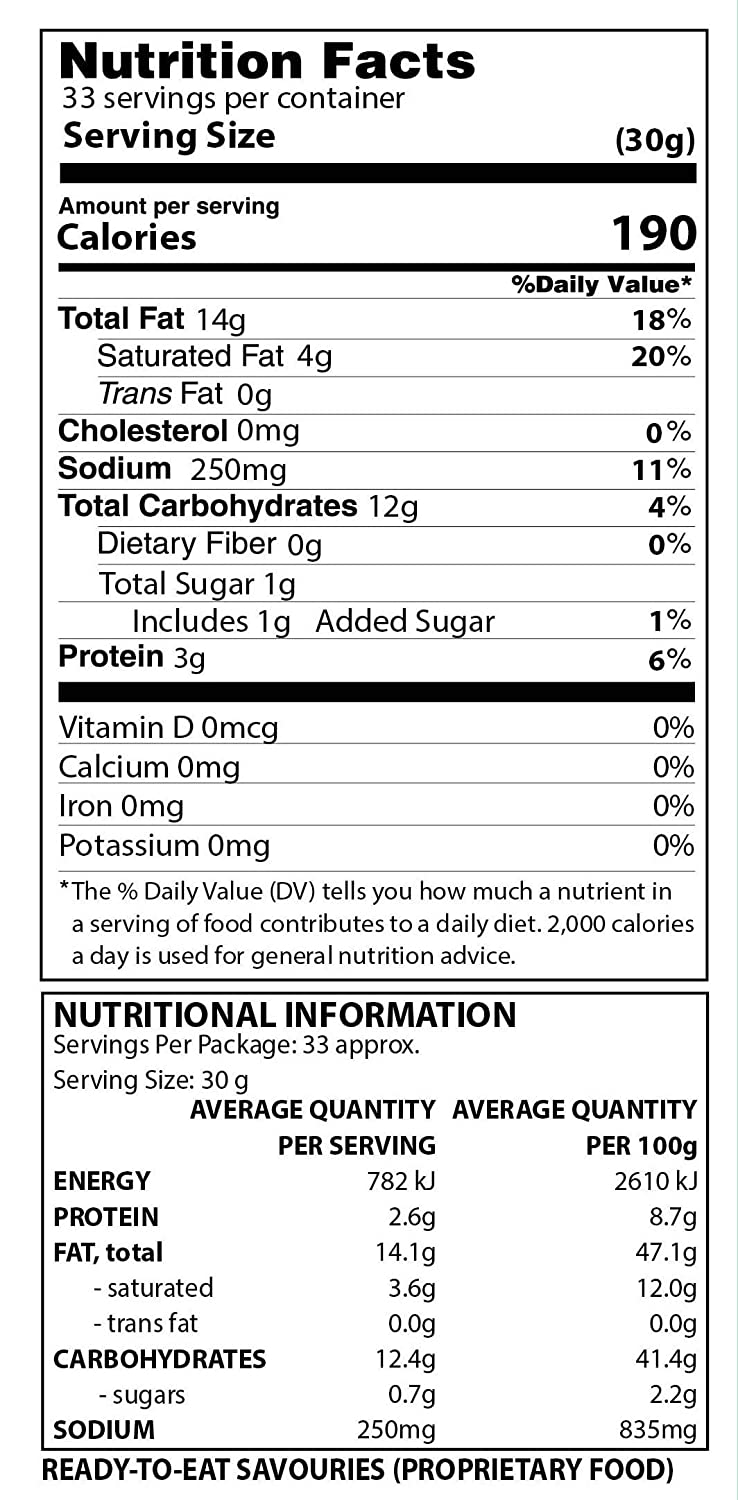 Nutrition Facts
33 servings per container
Serving Size (30g)
Amount per serving
Calories 190
%Daily Value*
Total Fat 14g 18%
Saturated Fat 4g 20%
Trans Fat 0g
Cholesterol 0mg 0%
Sodium 250mg 11%
Total Carbohydrates 12g 4%
Dietary Fiber 0g 0%
Total Sugar 1g
Includes 1g Added Sugar 1%
Protein 3g 6%
Vitamin D 0mcg 0%
Calcium 0mg 0%
Iron 0mg 0%
Potassium 0mg 0%
*The % Daily Value (DV) tells you how much a nutrient in
a serving of food contributes to a daily diet. 2,000 calories
a day is used for general nutrition advice.
NUTRITIONAL INFORMATION
Servings Per Package: 33 approx.
Serving Size: 30 g
AVERAGE QUANTITY AVERAGE QUANTITY
PER SERVING PER 100g
ENERGY 782 kJ 2610 kJ
PROTEIN 2.6g 8.7g
FAT, total 14.1g 47.1g
- saturated 3.6g 12.0g
- trans fat 0.0g 0.0g
CARBOHYDRATES 12.4g 41.4g
- sugars 0.7g 2.2g
SODIUM 250mg 835mg
READY-TO-EAT SAVOURIES (PROPRIETARY FOOD)